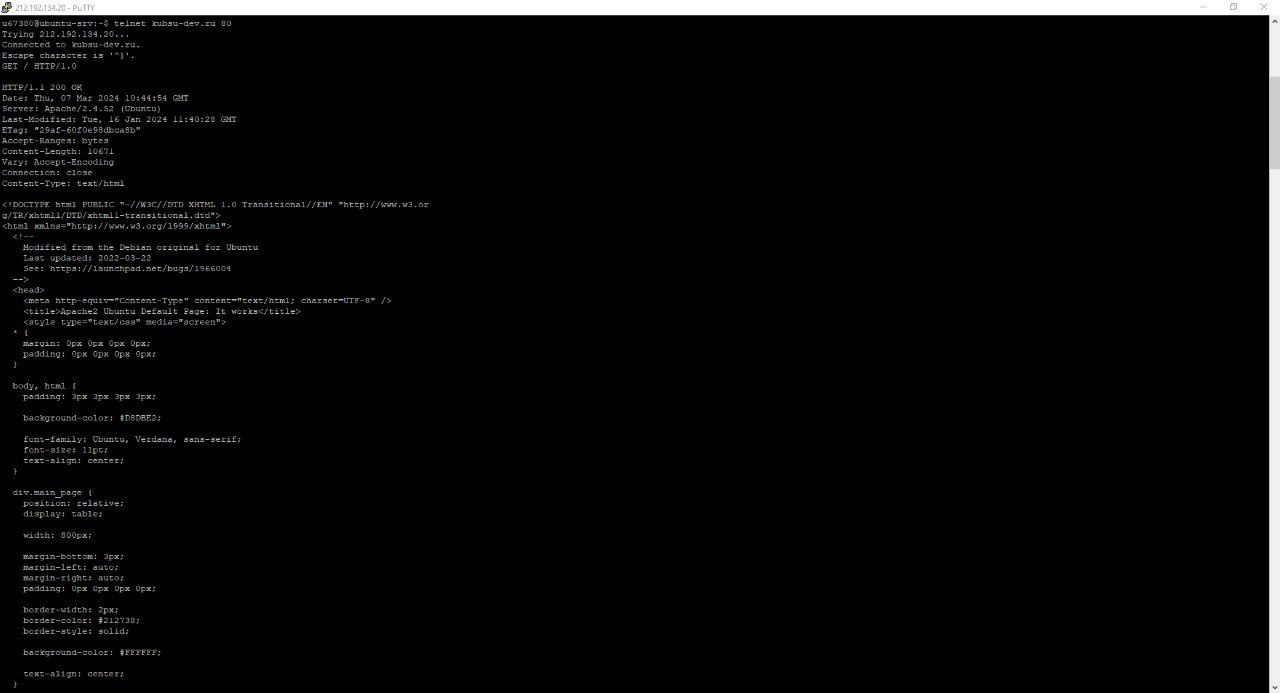 212.192.134.20 - PuTTY
u67380@ubuntu-srv:~$ telnet kubsu-dev.ru 80
Trying 212.192.134.20...
Connected to kubsu-dev.ru.
Escape character is '^]'.
GET / HTTP/1.0

HTTP/1.1 200 OK
Date: Thu, 07 Mar 2024 10:44:54 GMT
Server: Apache/2.4.52 (Ubuntu)
Last-Modified: Tue, 16 Jan 2024 11:40:28 GMT
ETag: "29af-60f0e98dbca8b"
Accept-Ranges: bytes
Content-Length: 10671
Vary: Accept-Encoding
Connection: close
Content-Type: text/html

<!DOCTYPE html PUBLIC "-//W3C//DTD XHTML 1.0 Transitional//EN" "http://www.w3.or
g/TR/xhtml1/DTD/xhtml1-transitional.dtd">
<html xmlns="http://www.w3.org/1999/xhtml">
  <!--
    Modified from the Debian original for Ubuntu
    Last updated: 2022-03-22
    See: https://launchpad.net/bugs/1966004
  -->
  <head>
    <meta http-equiv="Content-Type" content="text/html; charset=UTF-8" />
    <title>Apache2 Ubuntu Default Page: It works</title>
    <style type="text/css" media="screen">
  * {
    margin: 0px 0px 0px 0px;
    padding: 0px 0px 0px 0px;
  }

  body, html {
    padding: 3px 3px 3px 3px;

    background-color: #D8DBE2;

    font-family: Ubuntu, Verdana, sans-serif;
    font-size: 11pt;
    text-align: center;
  }

  div.main_page {
    position: relative;
    display: table;

    width: 800px;

    margin-bottom: 3px;
    margin-left: auto;
    margin-right: auto;
    padding: 0px 0px 0px 0px;

    border-width: 2px;
    border-color: #212738;
    border-style: solid;

    background-color: #FFFFFF;

    text-align: center;
  }